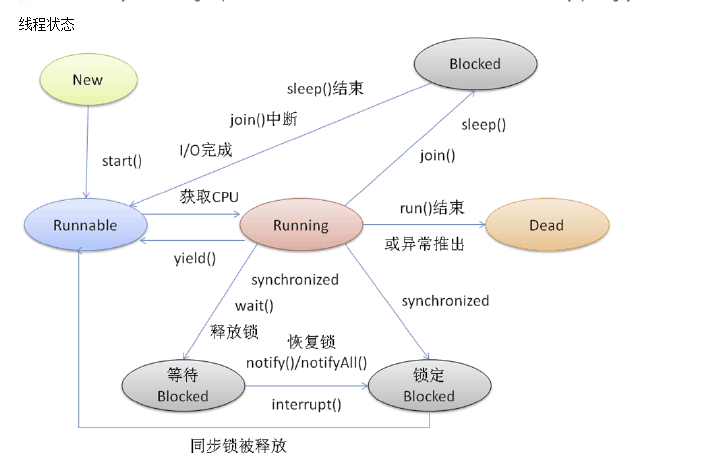 线程状态
New
Blocked
sleep()结束
join()中断
sleep()
I/O完成
join()
start()
获取CPU
Runnable
Running
run()结束
Dead
或异常推出
yield()
synchronized
wait()
释放锁
synchronized
恢复锁
notify()/notifyAll()
等待
Blocked
锁定
Blocked
interrupt()
同步锁被释放